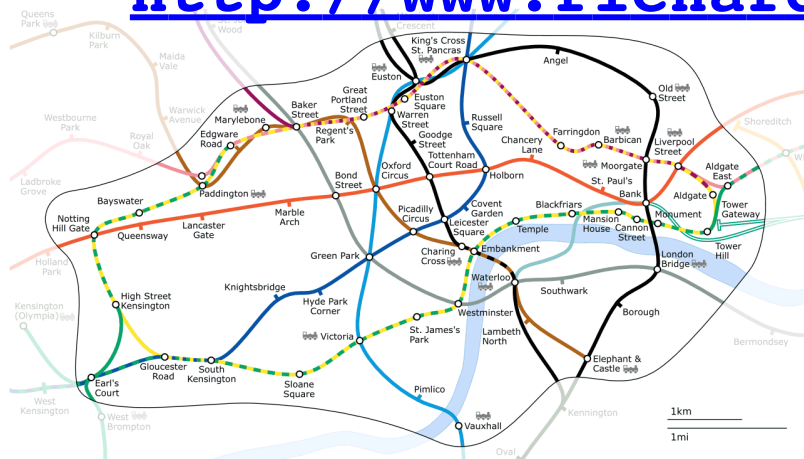 http://www.richar
Queens
Park
Kilburn
Park
Wood
Crescent
Maida
Vale
King's Cross
St. Pancras
Angel
Euston
Old
Street
Baker
Street
Great
Portland
Street
Marylebone
Regent's
Park
Euston
Square
Warren
Street
Russell
Square
Farringdon
Barbican
Liverpool
Street
Shoreditch
Warwick
Avenue
Edgware
Road
Westbourne
Park
Royal
Oak
Goodge
Street
Chancery
Lane
Moorgate
Tottenham
Court Road
Holborn
Aldgate
East
Ladbroke
Grove
Paddington
Bond
Street
Oxford
Circus
St. Paul's
Bank
Aldgate
Tower
Gateway
Bayswater
Notting
Hill Gate
Queensway
Lancaster
Gate
Marble
Arch
Picadilly
Circus
Covent
Garden
Leicester
Square
Blackfriars
Temple
Mansion
House
Cannon
Street
Monument
Tower
Hill
Holland
Park
Green Park
Charing
Cross
Embankment
Waterloo
London
Bridge
Kensington
(Olympia)
High Street
Kensington
Knightsbridge
Hyde Park
Corner
Southwark
Westminster
Borough
Victoria
St. James's
Park
Lambeth
North
Bermondsey
Gloucester
Road
South
Kensington
Sloane
Square
Elephant &
Castle
Earl's
Court
West
Kensington
West
Brompton
Pimlico
Vauxhall
Kennington
Oval
1km
1mi